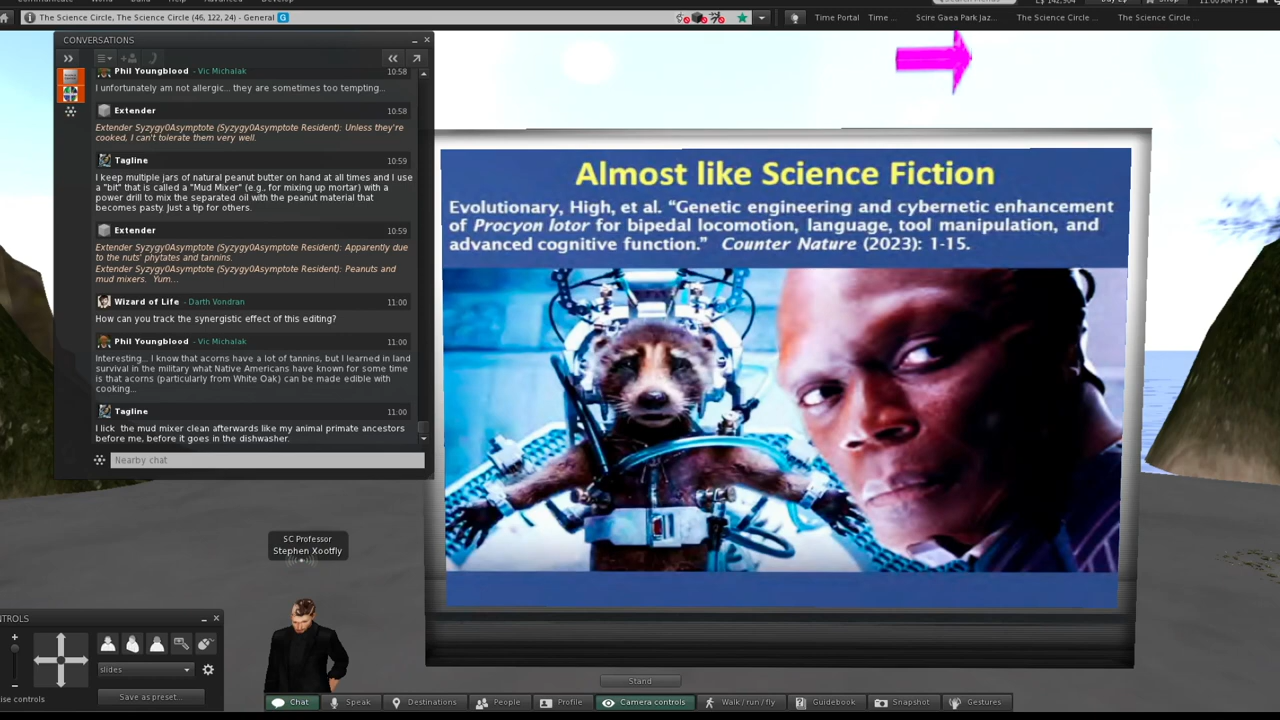 The Science Circle, The Science Circle (46, 122, 24) - General
G
Time Portal
Time ...
Scire Gaea Park Jaz...
The Science Circle ...
The Science Circle ...
CONVERSATIONS
Phil Youngblood - Vic Michalak 10:58
I unfortunately am not allergic... they are sometimes too tempting...
Extender 10:58
Extender Syzygy0Asymptote (Syzygy0Asymptote Resident): Unless they're
cooked, I can't tolerate them very well.
Tagline 10:59
I keep multiple jars of natural peanut butter on hand at all times and I use
a "bit" that is called a "Mud Mixer" (e.g., for mixing up mortar) with a
power drill to mix the separated oil with the peanut material that
becomes pasty. Just a tip for others.
Extender 10:59
Extender Syzygy0Asymptote (Syzygy0Asymptote Resident): Apparently due
to the nuts' phytates and tannins.
Extender Syzygy0Asymptote (Syzygy0Asymptote Resident): Peanuts and
mud mixers. Yum...
Wizard of Life - Darth Vondran 11:00
How can you track the synergistic effect of this editing?
Phil Youngblood - Vic Michalak 11:00
Interesting... I know that acorns have a lot of tannins, but I learned in land
survival in the military what Native Americans have known for some time
is that acorns (particularly from White Oak) can be made edible with
cooking...
Tagline 11:00
I lick the mud mixer clean afterwards like my animal primate ancestors
before me, before it goes in the dishwasher.
Nearby chat
Almost like Science Fiction
Evolutionary, High, et al. “Genetic engineering and cybernetic enhancement
of Procyon lotor for bipedal locomotion, language, tool manipulation, and
advanced cognitive function.” Counter Nature (2023): 1-15.
SC Professor
Stephen Xootfly
slides
Save as preset...
Stand
Chat
Speak
Destinations
People
Profile
Camera controls
Walk / run / fly
Guidebook
Snapshot
Gestures